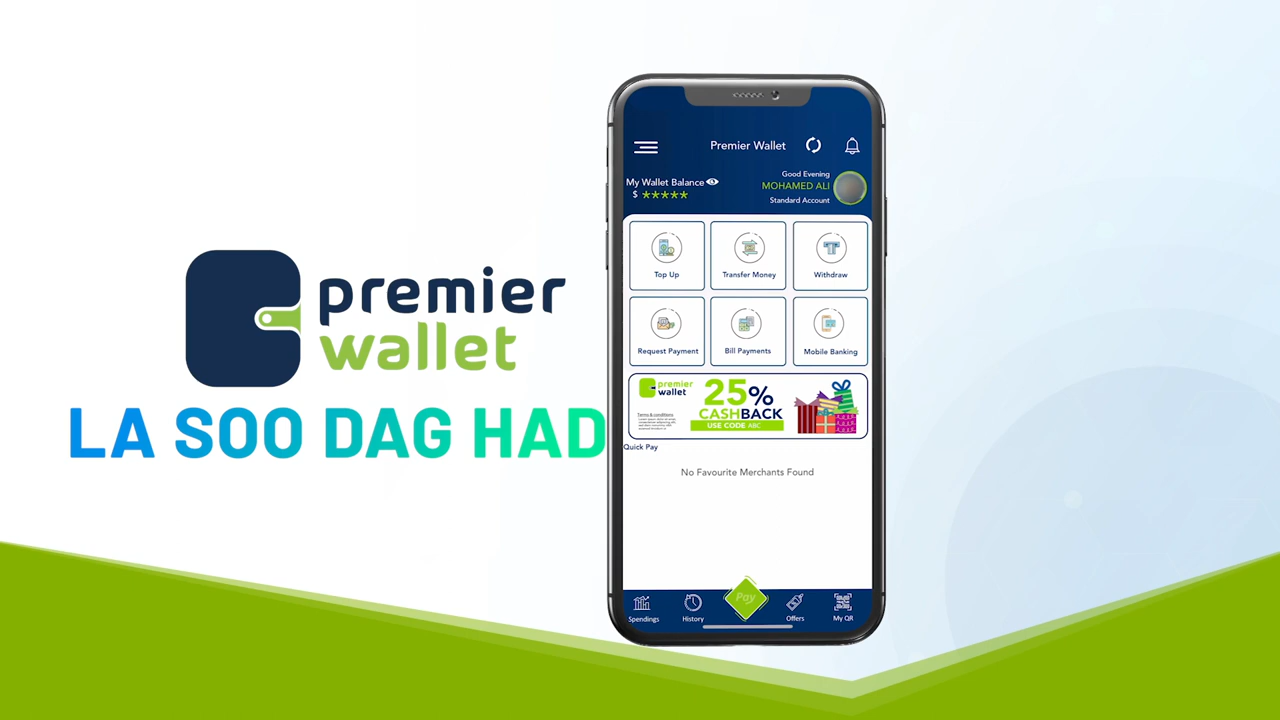 premier
wallet
LA SOO DAG HAD
Premier Wallet
Good Evening
My Wallet Balance
MOHAMED ALI
$ *****
Standard Account
Top Up
Transfer Money
Withdraw
Request Payment
Bill Payments
Mobile Banking
premier
wallet
25%
CASHBACK
USE CODE ABC
Terms & conditions
Quick Pay
No Favourite Merchants Found
Pay
Spendings
History
Offers
My QR